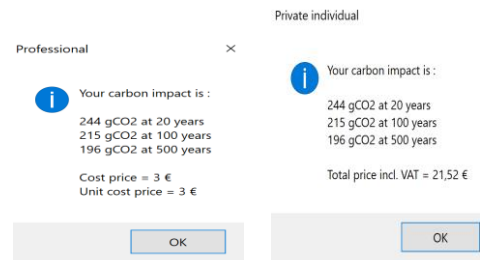 Professional
Your carbon impact is :
244 gCO2 at 20 years
215 gCO2 at 100 years
196 gCO2 at 500 years
Cost price = 3 €
Unit cost price = 3 €
OK
Private individual
Your carbon impact is :
244 gCO2 at 20 years
215 gCO2 at 100 years
196 gCO2 at 500 years
Total price incl. VAT = 21,52 €
OK